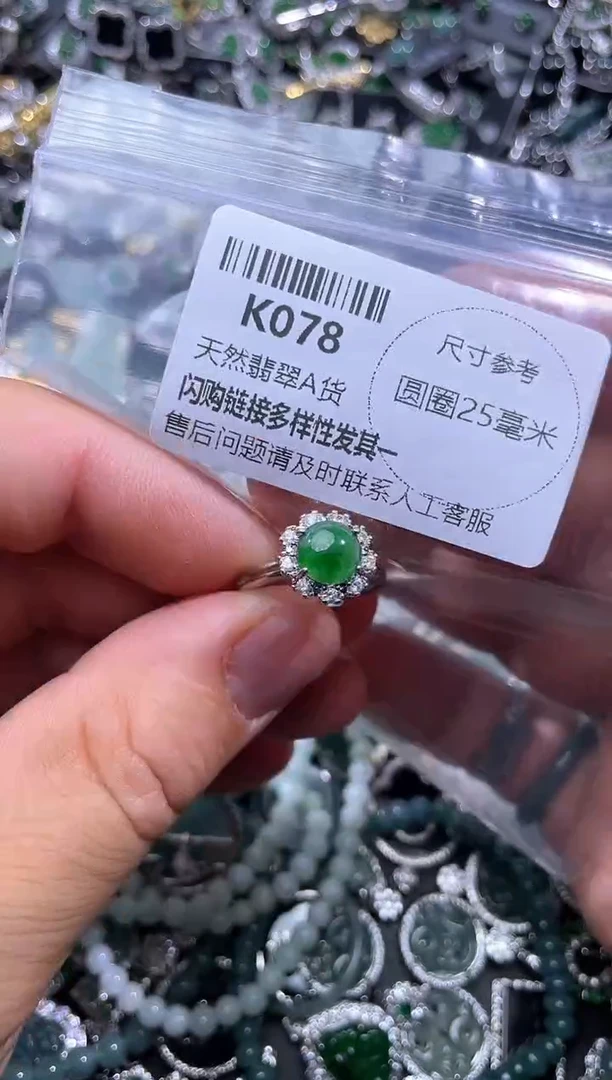 K078
天然翡翠A货
闪购链接多样性发其一
售后问题请及时联系人工客服
尺寸参考
圆圈25毫米